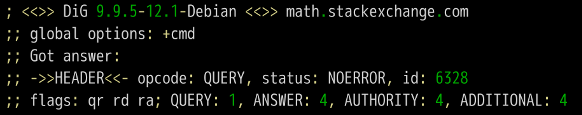 ; <<>> DiG 9.9.5-12.1-Debian <<>> math.stackexchange.com
;; global options: +cmd
;; Got answer:
;; ->>HEADER<<- opcode: QUERY, status: NOERROR, id: 6328
;; flags: qr rd ra; QUERY: 1, ANSWER: 4, AUTHORITY: 4, ADDITIONAL: 4